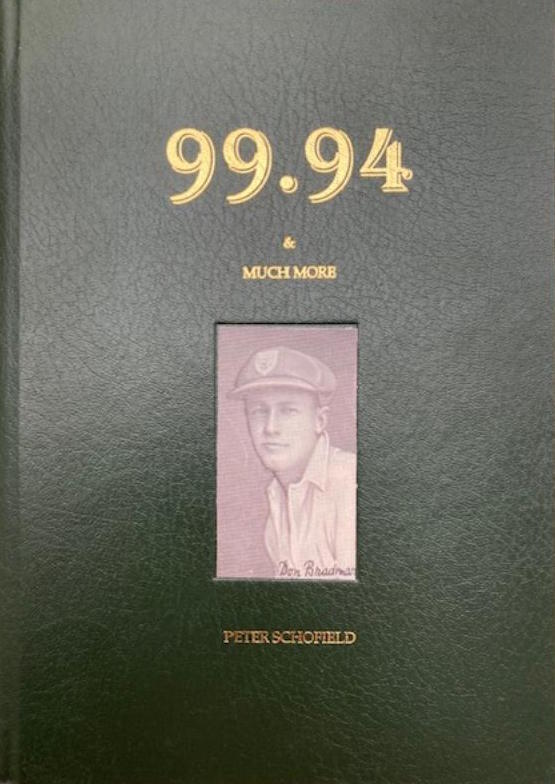 99.94
&
MUCH MORE
Don Bradman
PETER SCHOFIELD